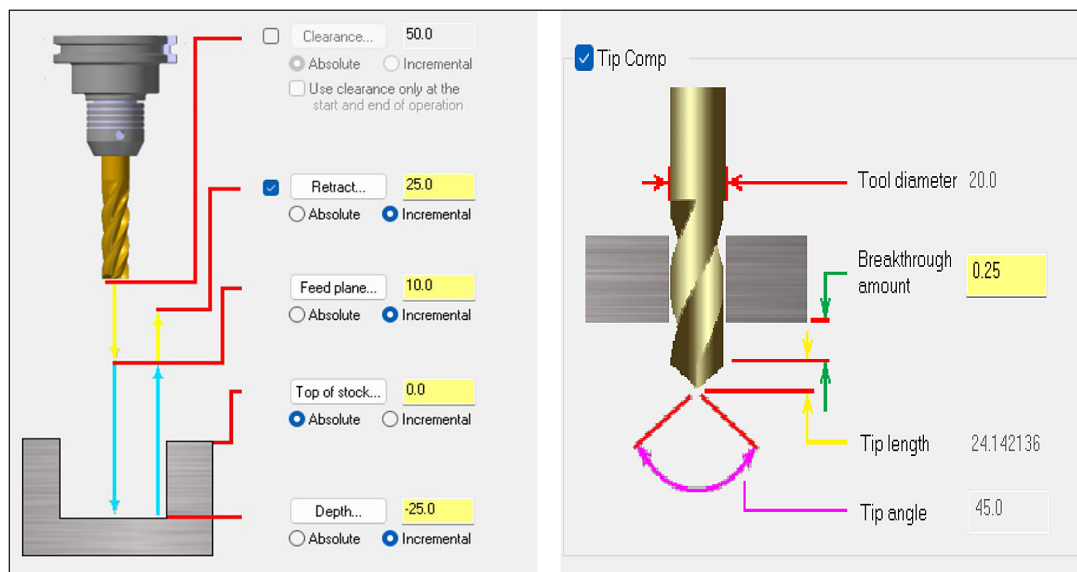 Clearance... 50.0
Absolute Incremental
Use clearance only at the
start and end of operation
Retract... 25.0
Absolute Incremental
Feed plane... 10.0
Absolute Incremental
Top of stock... 0.0
Absolute Incremental
Depth... -25.0
Absolute Incremental
Tip Comp
Tool diameter 20.0
Breakthrough
amount 0.25
Tip length 24.142136
Tip angle 45.0